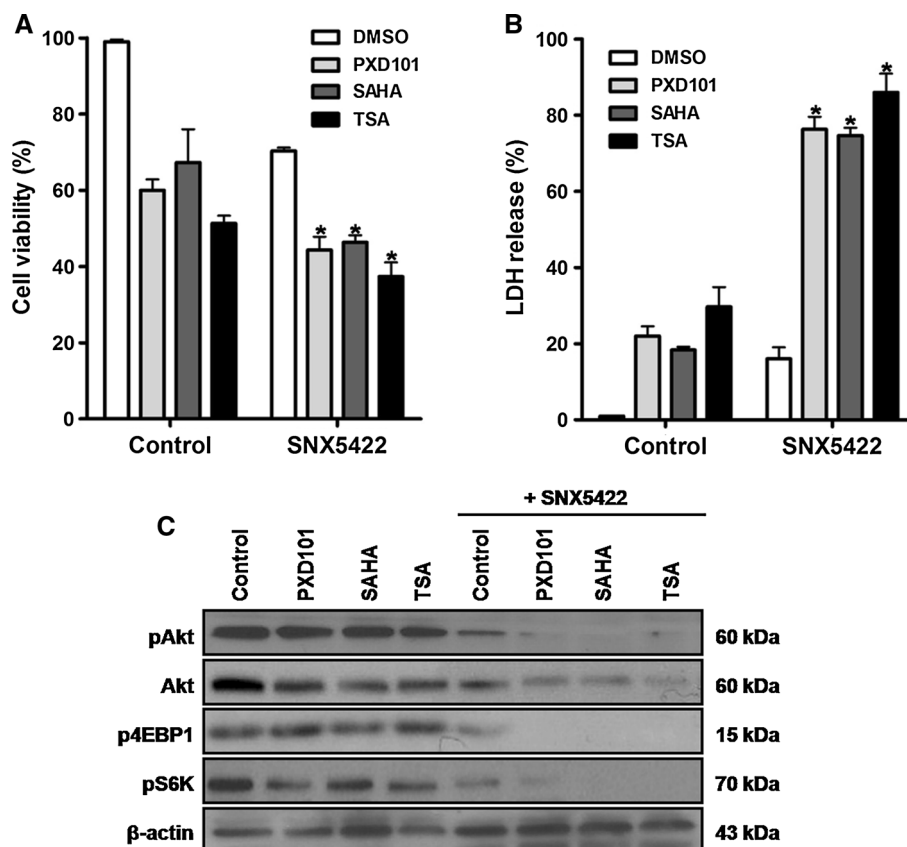 A
Cell viability (%)
100
80
60
40
20
0
DMSO
PXD101
SAHA
TSA
*
*
*
Control
SNX5422
B
LDH release (%)
100
80
60
40
20
0
DMSO
PXD101
SAHA
TSA
*
*
*
Control
SNX5422
C
+ SNX5422
Control
PXD101
SAHA
TSA
Control
PXD101
SAHA
TSA
pAkt
60 kDa
Akt
60 kDa
p4EBP1
15 kDa
pS6K
70 kDa
β-actin
43 kDa